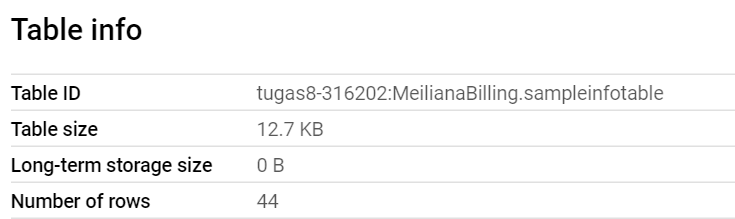 Table info
Table ID tugas8-316202:MeilianaBilling.sampleinfotable
Table size 12.7 KB
Long-term storage size 0 B
Number of rows 44